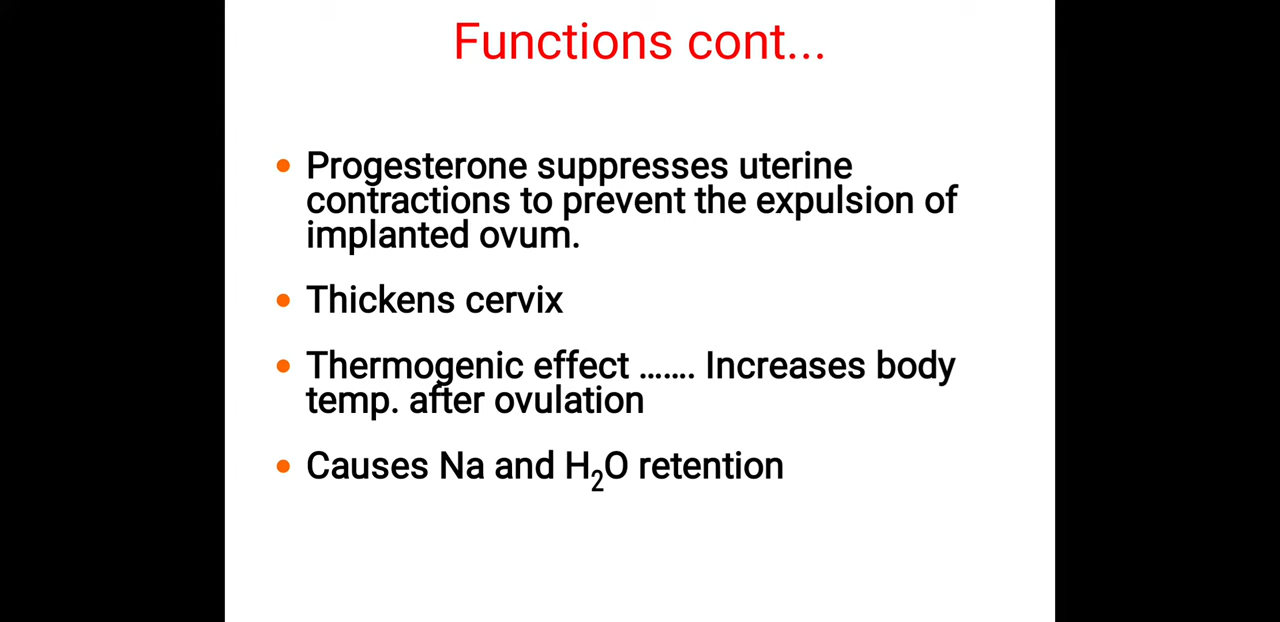 Functions cont...
• Progesterone suppresses uterine
contractions to prevent the expulsion of
implanted ovum.
• Thickens cervix
• Thermogenic effect ....... Increases body
temp. after ovulation
• Causes Na and H₂O retention